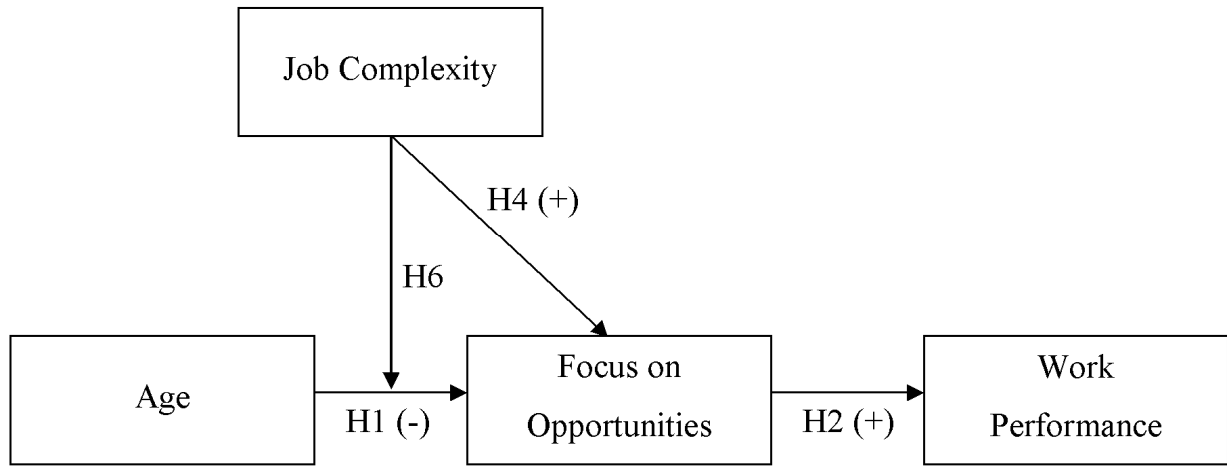 Job Complexity
H4 (+)
H6
Age
H1 (-)
Focus on
Opportunities
H2 (+)
Work
Performance